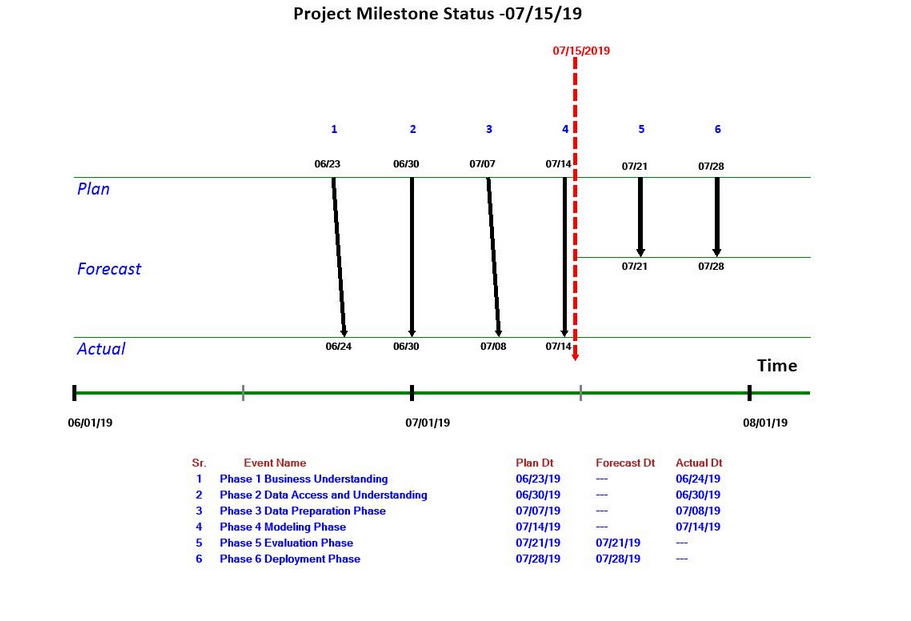 Project Milestone Status -07/15/19
07/15/2019
1 2 3 4 5 6
06/23 06/30 07/07 07/14 07/21 07/28
Plan
Forecast 07/21 07/28
Actual 06/24 06/30 07/08 07/14
Time
06/01/19 07/01/19 08/01/19
Sr. Event Name Plan Dt Forecast Dt Actual Dt
1 Phase 1 Business Understanding 06/23/19 --- 06/24/19
2 Phase 2 Data Access and Understanding 06/30/19 --- 06/30/19
3 Phase 3 Data Preparation Phase 07/07/19 --- 07/08/19
4 Phase 4 Modeling Phase 07/14/19 --- 07/14/19
5 Phase 5 Evaluation Phase 07/21/19 07/21/19 ---
6 Phase 6 Deployment Phase 07/28/19 07/28/19 ---